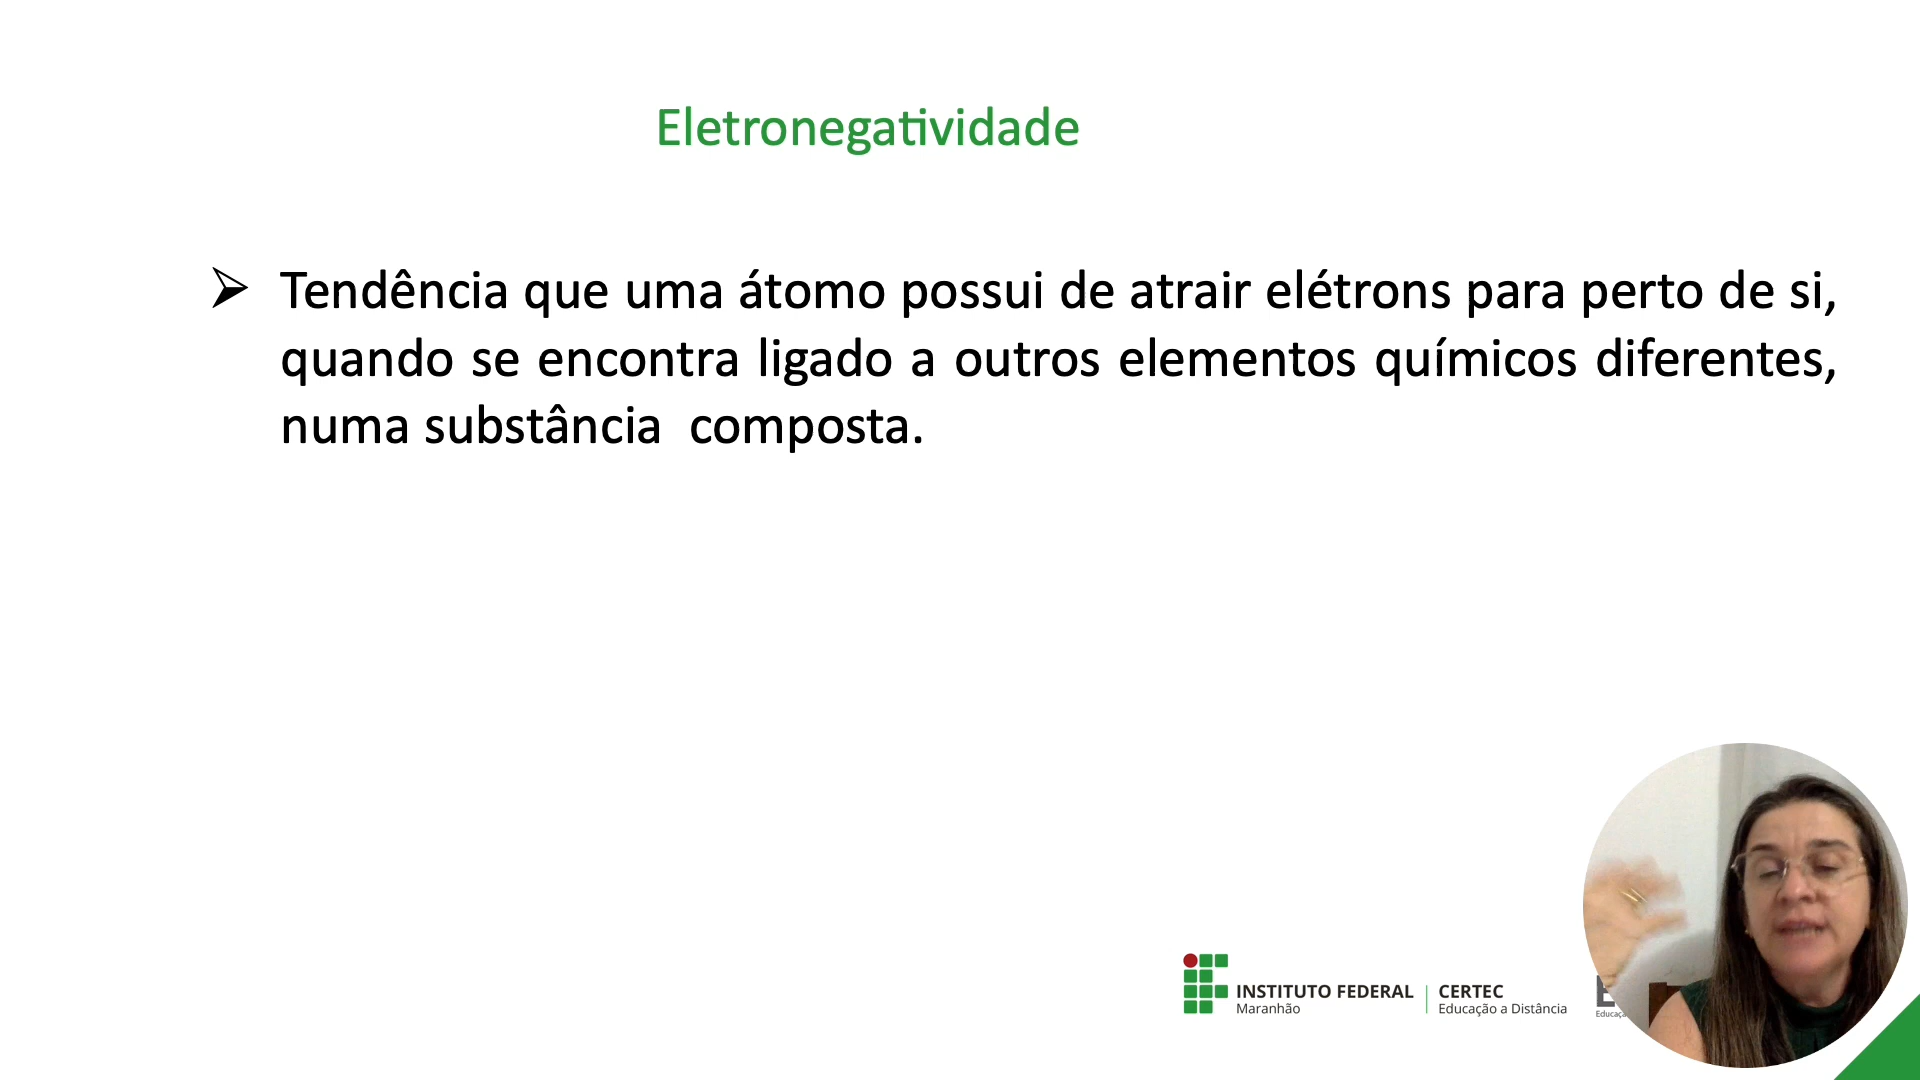 Eletronegatividade
Tendência que uma átomo possui de atrair elétrons para perto de si,
quando se encontra ligado a outros elementos químicos diferentes,
numa substância  composta.
INSTITUTO FEDERAL
Maranhão
CERTEC
Educação a Distância